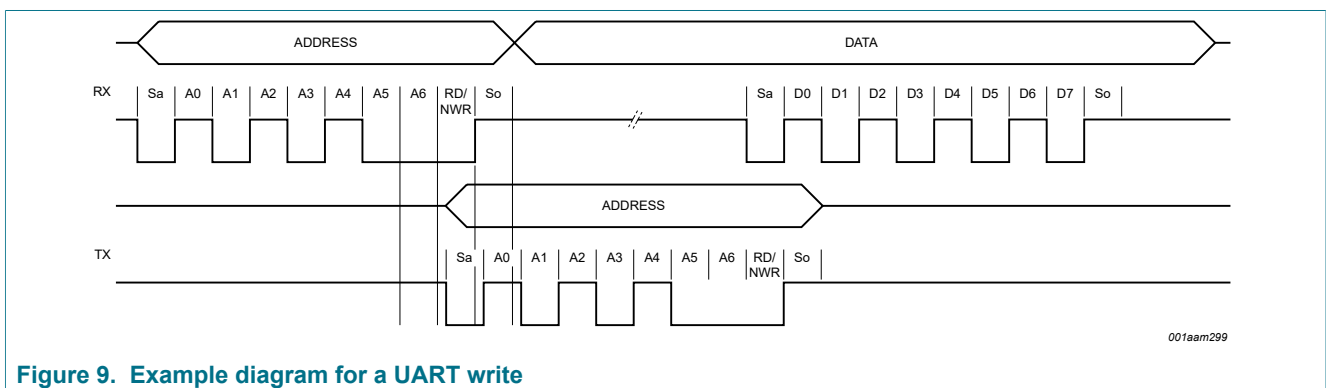 ADDRESS DATA
RX Sa A0 A1 A2 A3 A4 A5 A6 RD/ So Sa D0 D1 D2 D3 D4 D5 D6 D7 So
NWR
ADDRESS
TX Sa A0 A1 A2 A3 A4 A5 A6 RD/ So
NWR
001aam299
Figure 9. Example diagram for a UART write